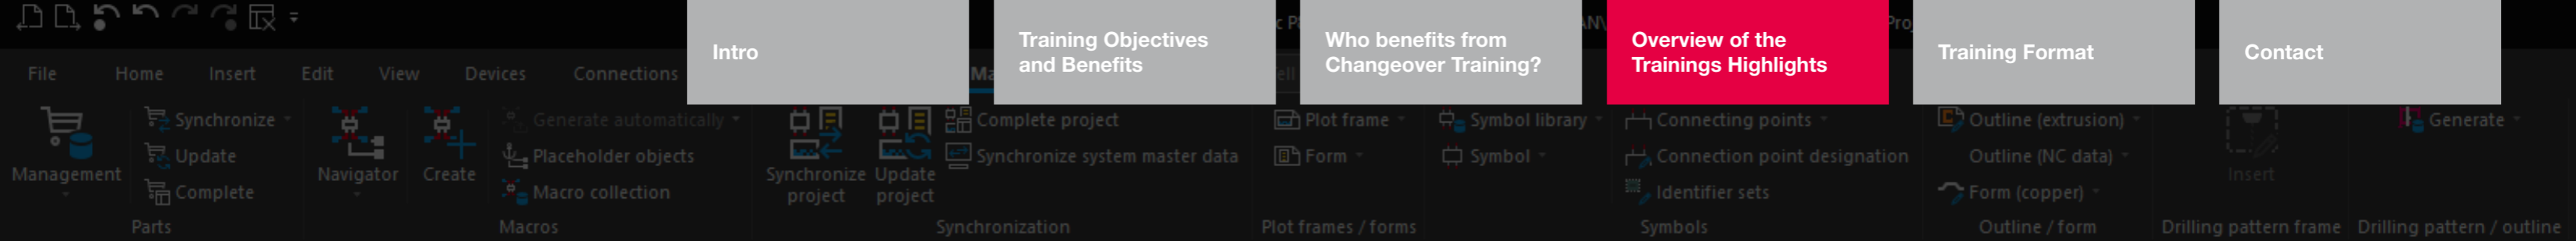 Intro
Training Objectives
and Benefits
Who benefits from
Changeover Training?
Overview of the
Trainings Highlights
Training Format
Contact
File Home Insert Edit View Devices Connections
Management
Synchronize
Update
Complete
Parts
Navigator
Create
Generate automatically
Placeholder objects
Macro collection
Macros
Synchronize
project
Update
project
Complete project
Synchronize system master data
Synchronization
Plot frame
Form
Plot frames / forms
Symbol library
Symbol
Connecting points
Connection point designation
Identifier sets
Symbols
Outline (extrusion)
Outline (NC data)
Form (copper)
Outline / form
Insert
Drilling pattern frame
Generate
Drilling pattern / outline